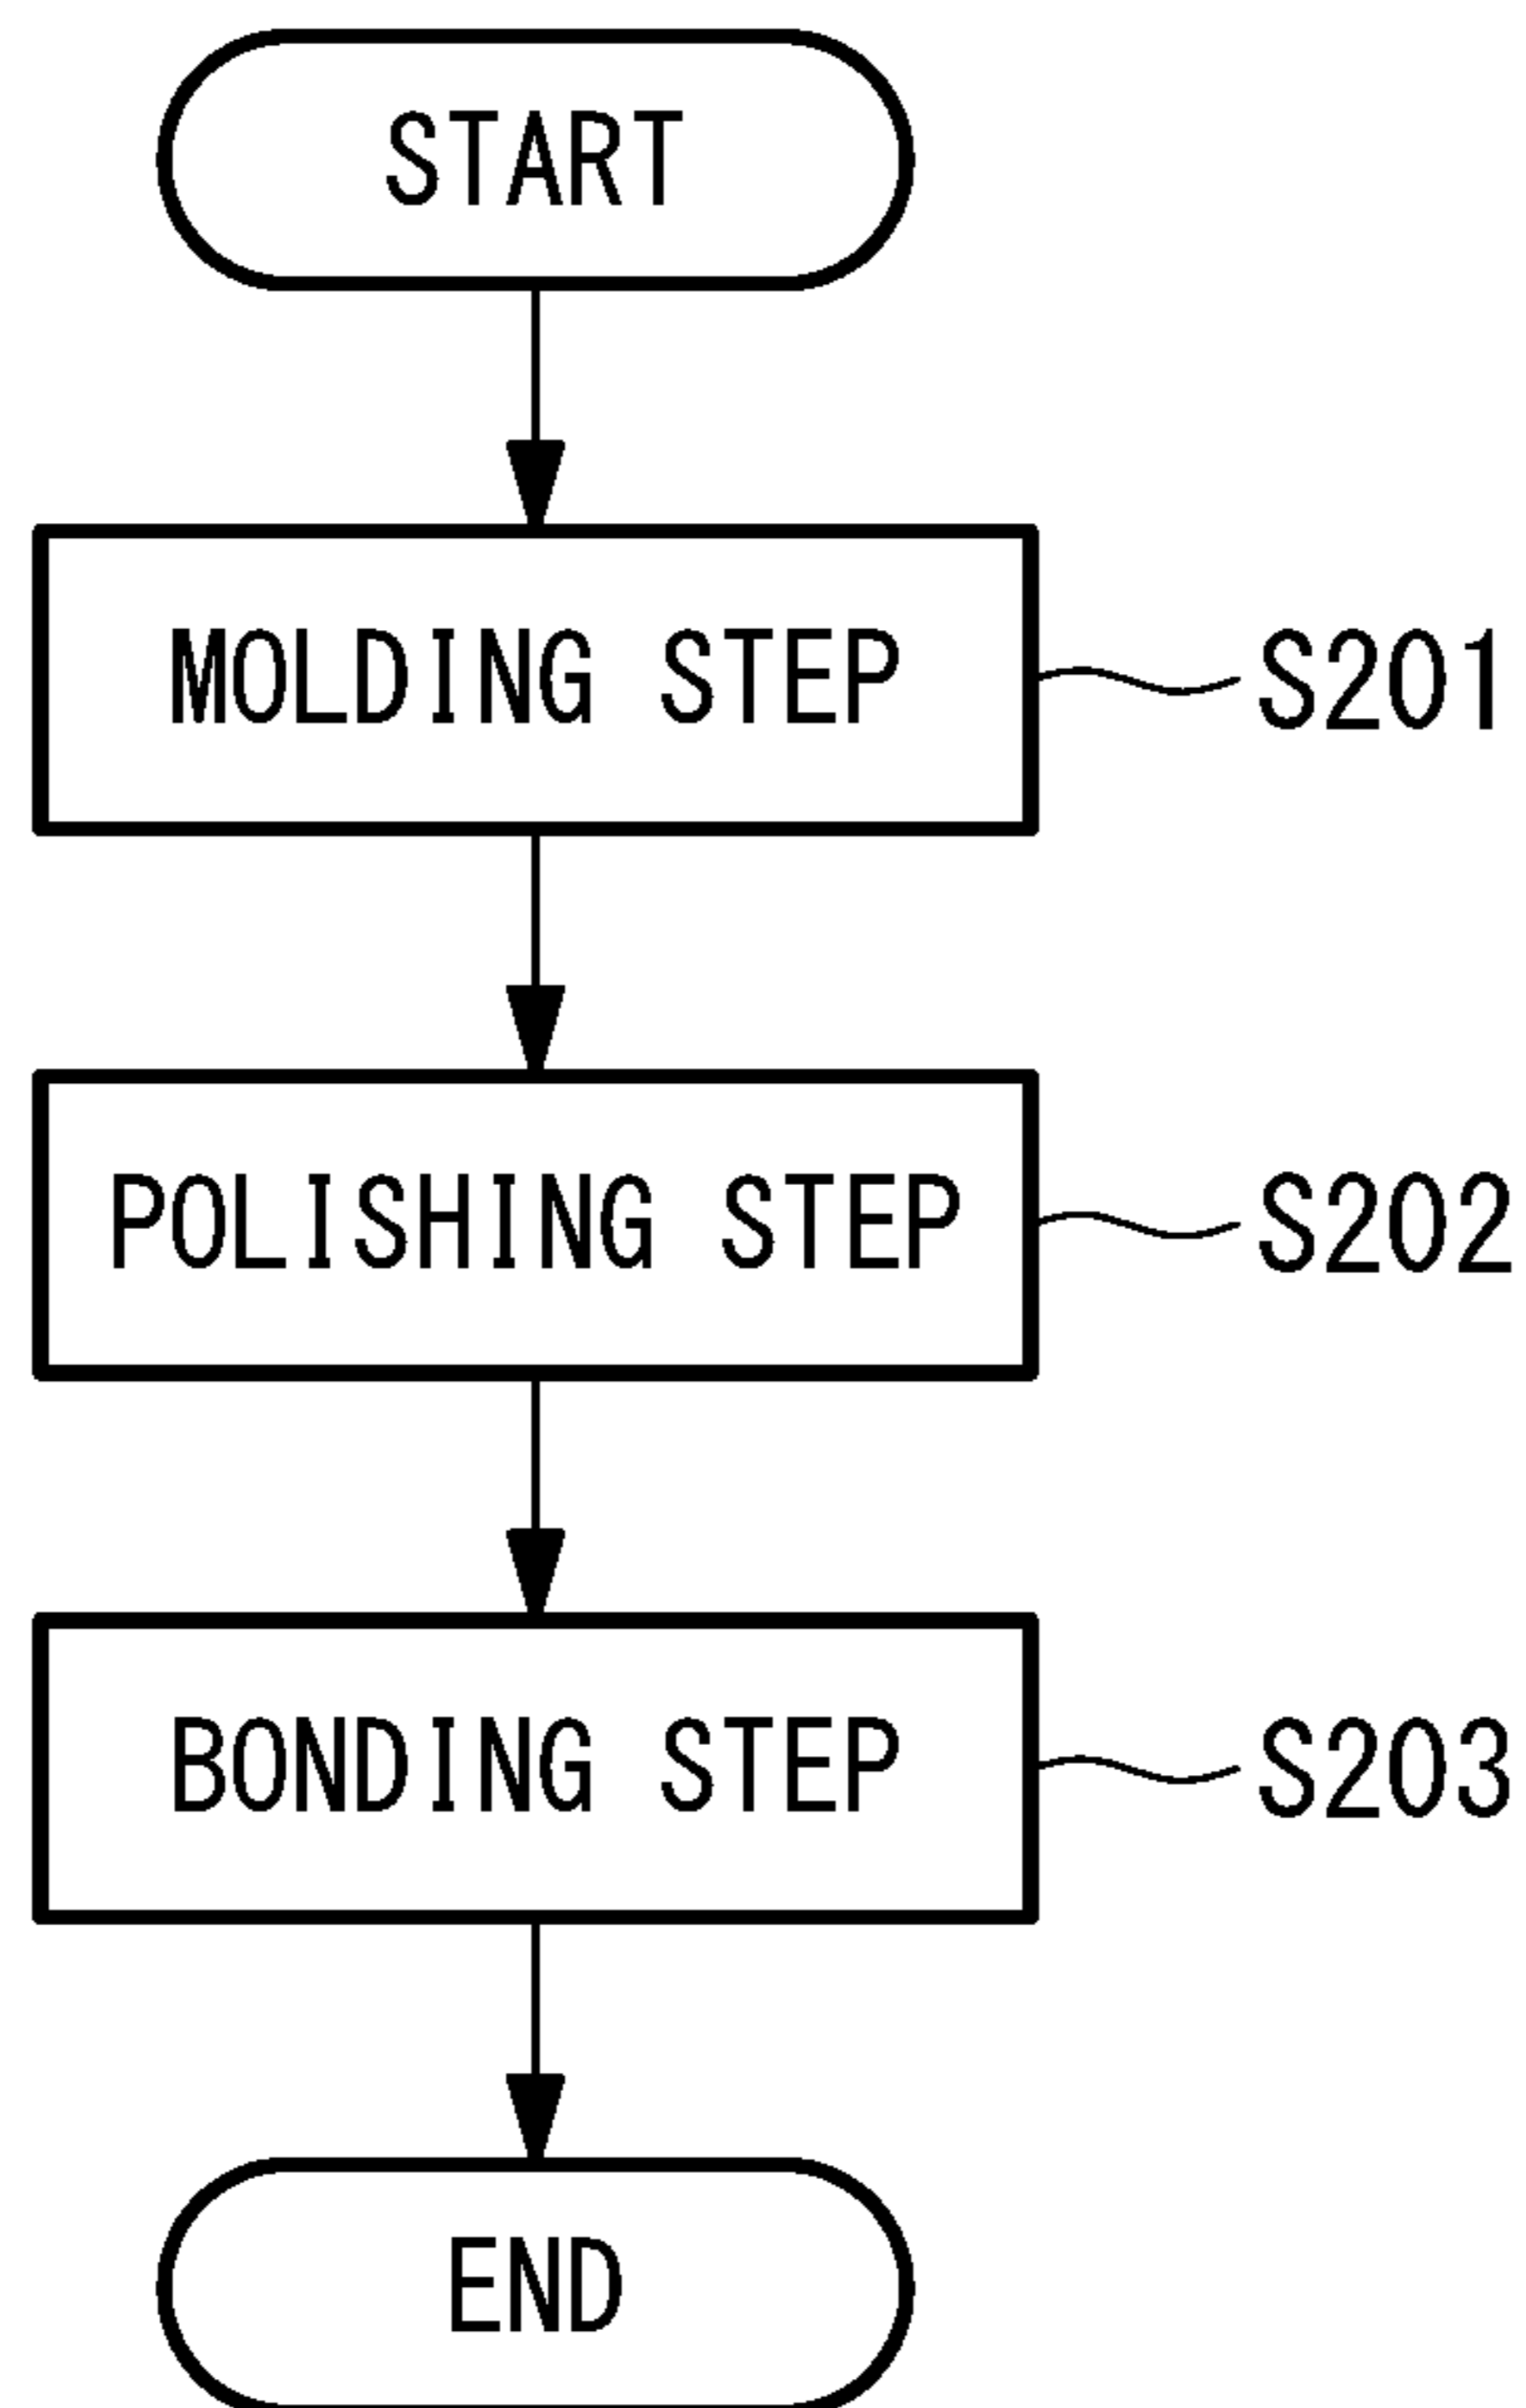 START
MOLDING STEP
S201
POLISHING STEP
S202
BONDING STEP
S203
END